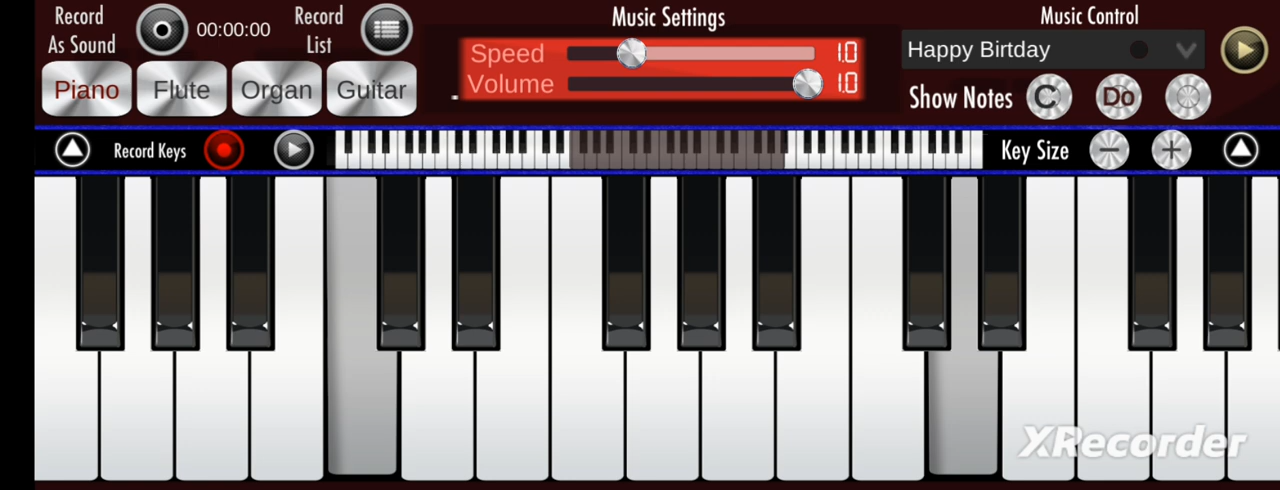 Record
As Sound
00:00:00
Record
List
Music Settings
Music Control
Speed
1.0
Happy Birtday
Volume
1.0
Piano
Flute
Organ
Guitar
Show Notes
C
Do
Record Keys
Key Size
XRecorder